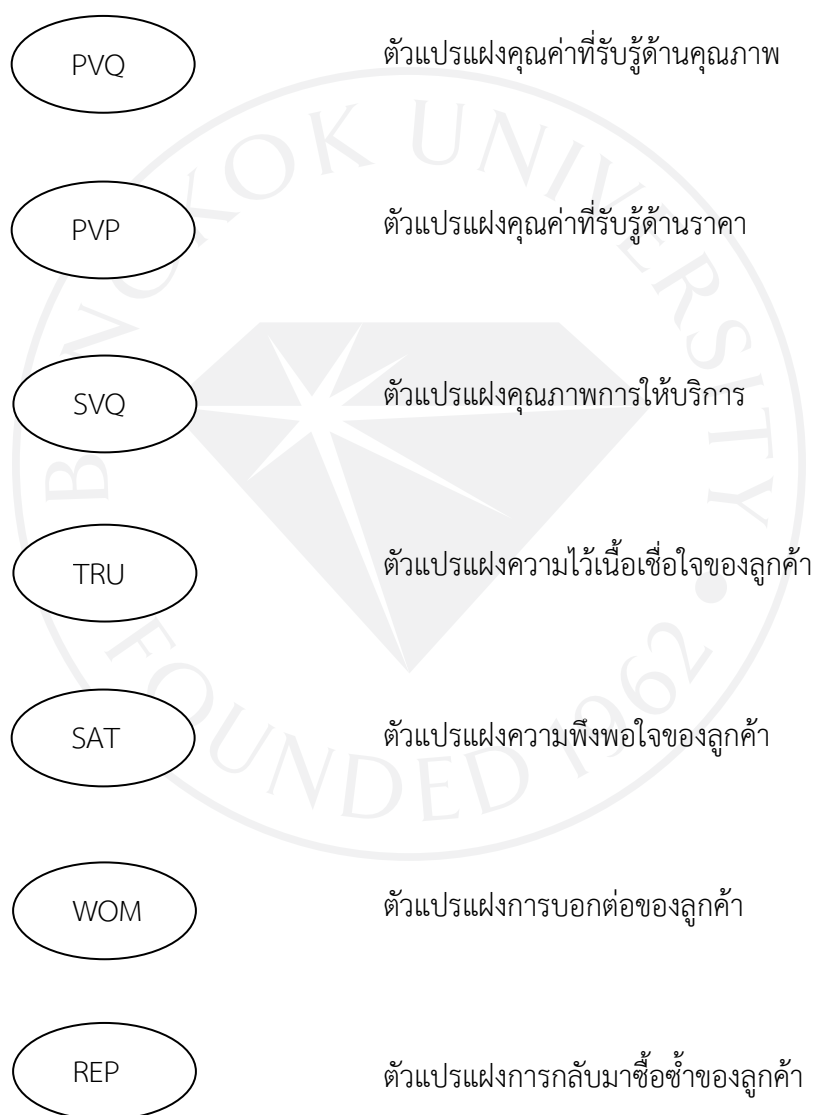 PVQ ตัวแปรแฝงคุณค่าที่รับรู้ด้านคุณภาพ
PVP ตัวแปรแฝงคุณค่าที่รับรู้ด้านราคา
SVQ ตัวแปรแฝงคุณภาพการให้บริการ
TRU ตัวแปรแฝงความไว้เนื้อเชื่อใจของลูกค้า
SAT ตัวแปรแฝงความพึงพอใจของลูกค้า
WOM ตัวแปรแฝงการบอกต่อของลูกค้า
REP ตัวแปรแฝงการกลับมาซื้อซ้ำของลูกค้า
BANGKOK UNIVERSITY
FOUNDED 1962